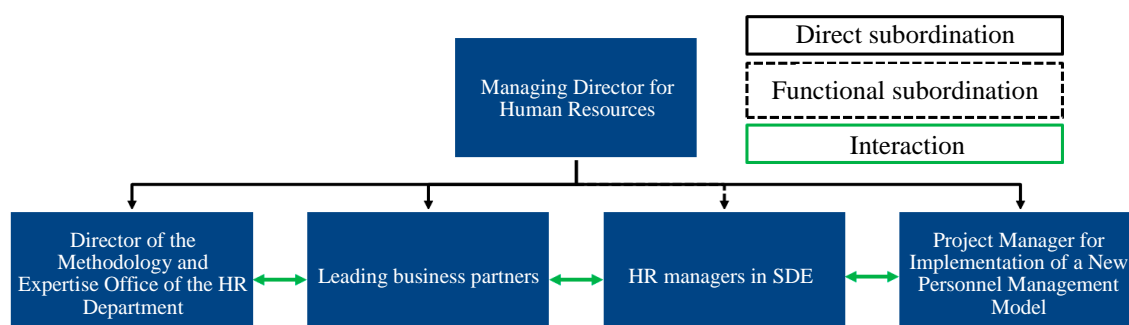 Managing Director for
Human Resources
Direct subordination
Functional subordination
Interaction
Director of the
Methodology and
Expertise Office of the HR
Department
Leading business partners
HR managers in SDE
Project Manager for
Implementation of a New
Personnel Management
Model